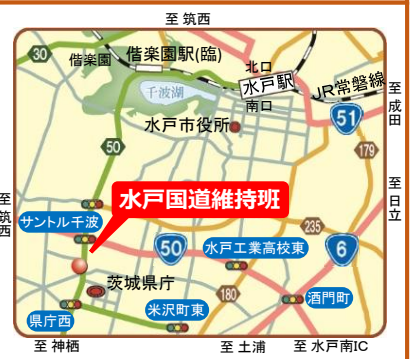 至 筑西
30
偕楽園
偕楽園駅(臨)
北口
水戸駅
南口
JR常磐線
至成田
千波湖
水戸市役所
51
50
179
至日立
至筑西
水戸国道維持班
サントル千波
235
50
水戸工業高校東
6
茨城県庁
180
酒門町
県庁西
米沢町東
至 神栖
至 土浦
至 水戸南IC